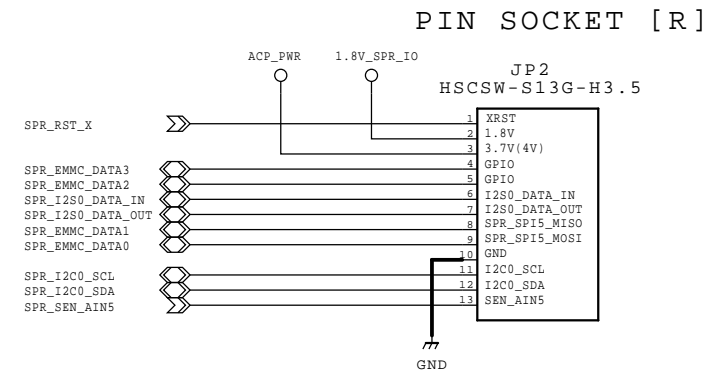 PIN SOCKET [R]
ACP_PWR 1.8V_SPR_IO
JP2
HSCSW-S13G-H3.5
SPR_RST_X 1 XRST
2 1.8V
3 3.7V(4V)
SPR_EMMC_DATA3 4 GPIO
SPR_EMMC_DATA2 5 GPIO
SPR_I2S0_DATA_IN 6 I2S0_DATA_IN
SPR_I2S0_DATA_OUT 7 I2S0_DATA_OUT
SPR_EMMC_DATA1 8 SPR_SPI5_MISO
SPR_EMMC_DATA0 9 SPR_SPI5_MOSI
10 GND
SPR_I2C0_SCL 11 I2C0_SCL
SPR_I2C0_SDA 12 I2C0_SDA
SPR_SEN_AIN5 13 SEN_AIN5
GND